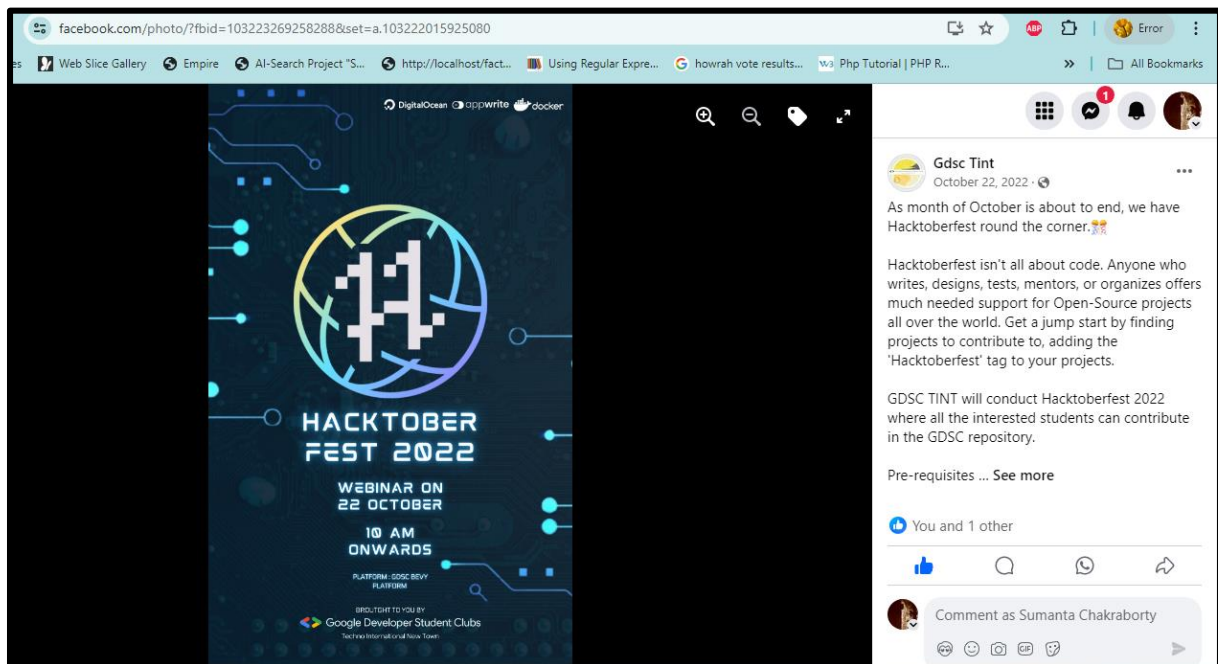 facebook.com/photo/?fbid=103223269258288&set=a.103222015925080
ABP
Error
es
Web Slice Gallery
Empire
AI-Search Project "S...
http://localhost/fact...
Using Regular Expre...
howrah vote results...
Php Tutorial | PHP R...
»
All Bookmarks
DigitalOcean appwrite docker
HACKTOBER
FEST 2022
WEBINAR ON
22 OCTOBER
10 AM
ONWARDS
PLATFORM : GDSC BEVY
PLATFORM
BROUTGHT TO YOU BY
Google Developer Student Clubs
Techno International New Town
1
Gdsc Tint
October 22, 2022 ·
As month of October is about to end, we have
Hacktoberfest round the corner.
Hacktoberfest isn't all about code. Anyone who
writes, designs, tests, mentors, or organizes offers
much needed support for Open-Source projects
all over the world. Get a jump start by finding
projects to contribute to, adding the
'Hacktoberfest' tag to your projects.
GDSC TINT will conduct Hacktoberfest 2022
where all the interested students can contribute
in the GDSC repository.
Pre-requisites ... See more
You and 1 other
Comment as Sumanta Chakraborty
GIF